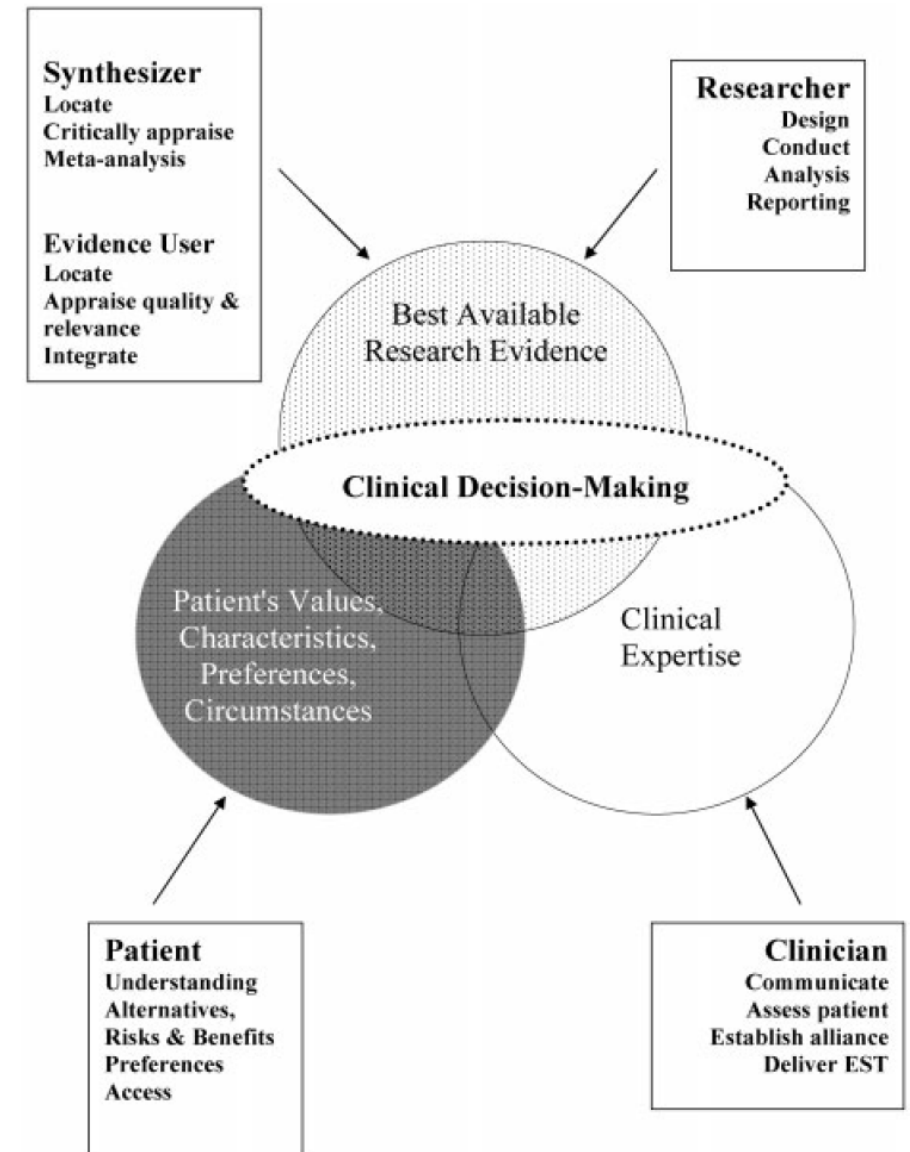 Synthesizer
Locate
Critically appraise
Meta-analysis
Evidence User
Locate
Appraise quality &
relevance
Integrate
Researcher
Design
Conduct
Analysis
Reporting
Best Available
Research Evidence
Clinical Decision-Making
Patient's Values,
Characteristics,
Preferences,
Circumstances
Clinical
Expertise
Patient
Understanding
Alternatives,
Risks & Benefits
Preferences
Access
Clinician
Communicate
Assess patient
Establish alliance
Deliver EST